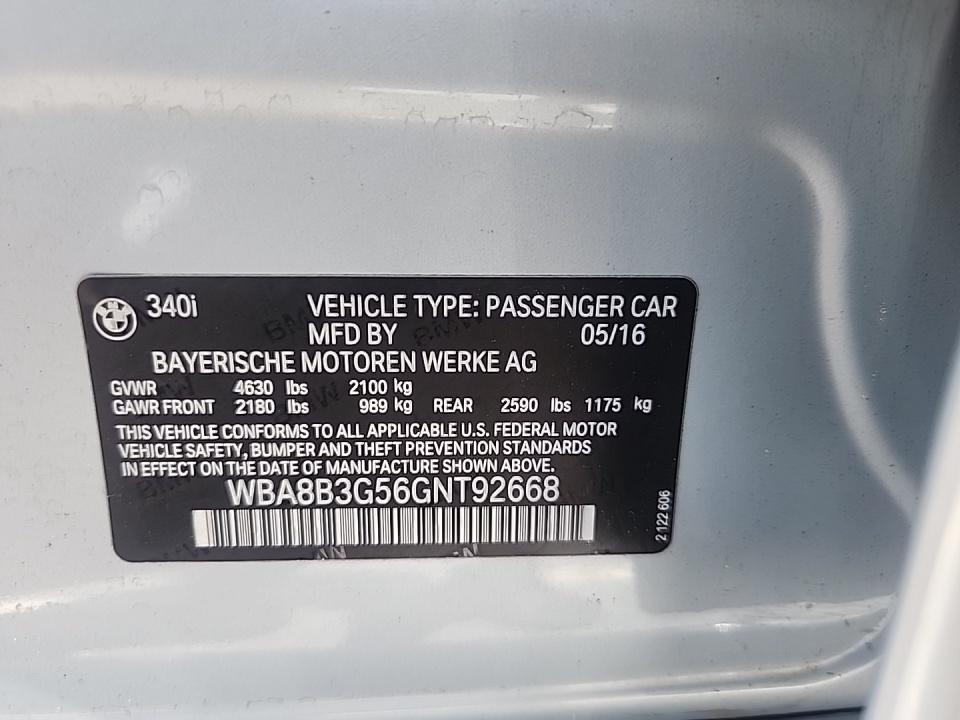 340i VEHICLE TYPE: PASSENGER CAR
MFD BY 05/16
BAYERISCHE MOTOREN WERKE AG
GVWR 4630 lbs 2100 kg
GAWR FRONT 2180 lbs 989 kg REAR 2590 lbs 1175 kg
THIS VEHICLE CONFORMS TO ALL APPLICABLE U.S. FEDERAL MOTOR
VEHICLE SAFETY, BUMPER AND THEFT PREVENTION STANDARDS
IN EFFECT ON THE DATE OF MANUFACTURE SHOWN ABOVE.
WBA8B3G56GNT92668
2 122 606